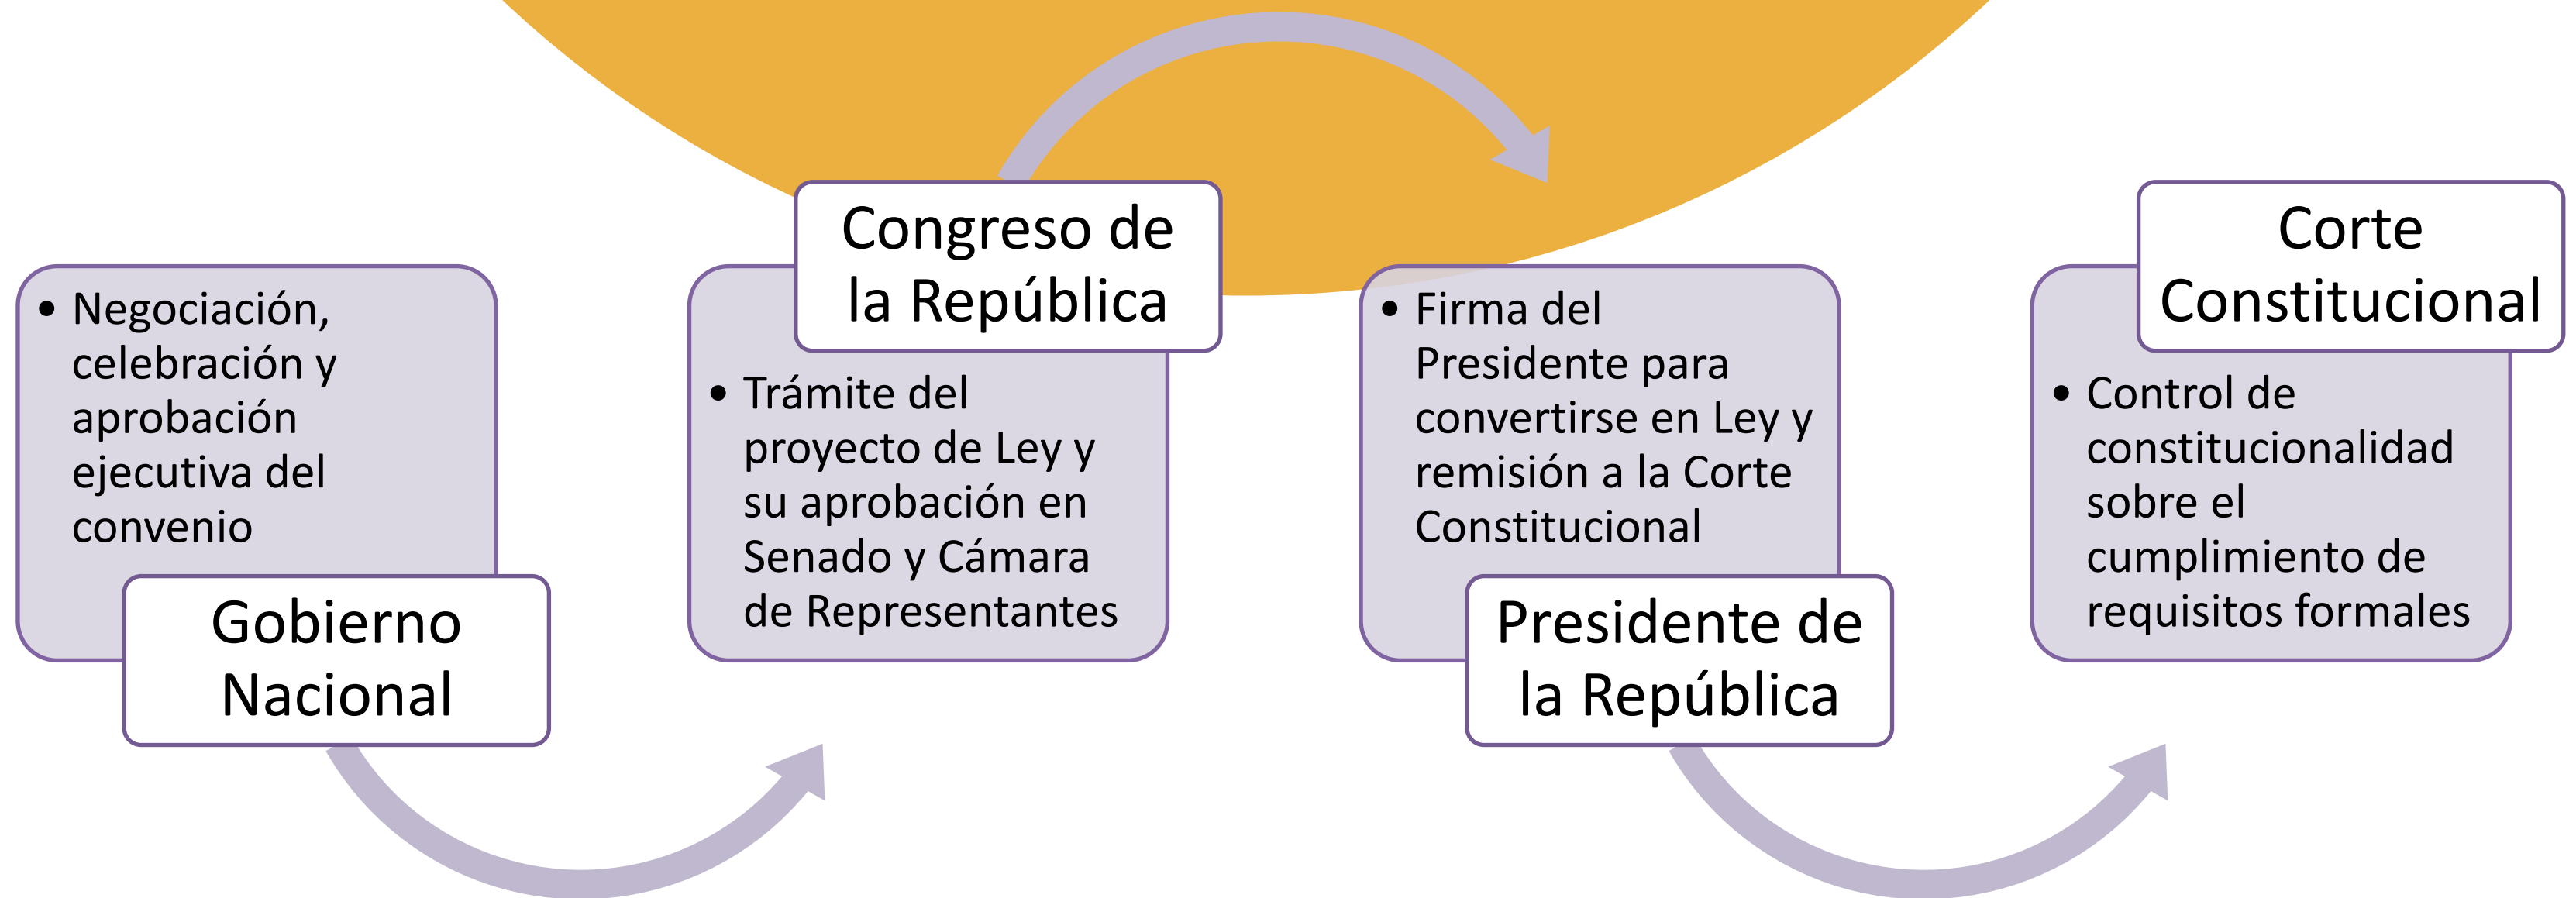 • Negociación,
celebración y
aprobación
ejecutiva del
convenio
Gobierno
Nacional
Congreso de
la República
• Trámite del
proyecto de Ley y
su aprobación en
Senado y Cámara
de Representantes
• Firma del
Presidente para
convertirse en Ley y
remisión a la Corte
Constitucional
Presidente de
la República
Corte
Constitucional
• Control de
constitucionalidad
sobre el
cumplimiento de
requisitos formales